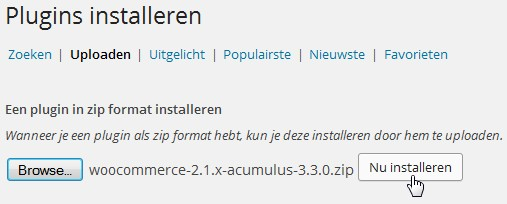 Plugins installeren
Zoeken | Uploaden | Uitgelicht | Populairste | Nieuwste | Favorieten
Een plugin in zip format installeren
Wanneer je een plugin als zip format hebt, kun je deze installeren door hem te uploaden.
Browse... woocommerce-2.1.x-acumulus-3.3.0.zip Nu installeren